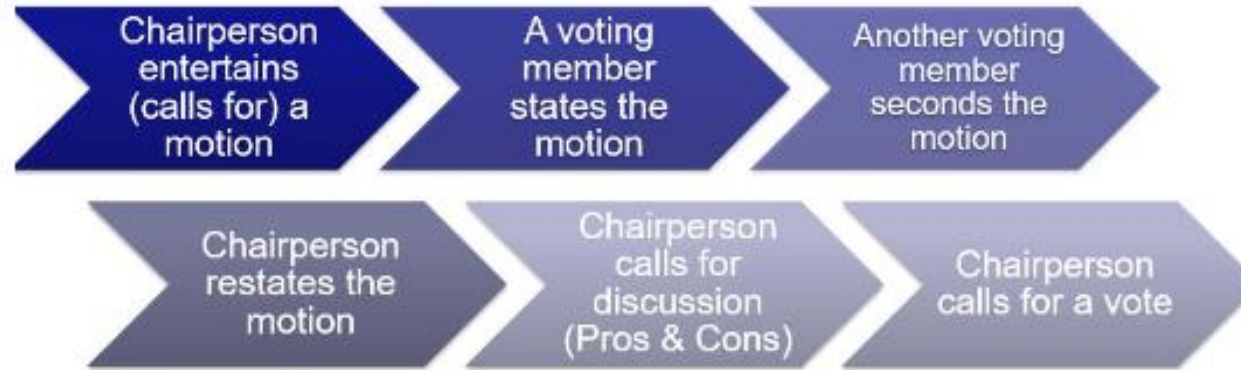 Chairperson
entertains
(calls for) a
motion
A voting
member
states the
motion
Another voting
member
seconds the
motion
Chairperson
restates the
motion
Chairperson
calls for
discussion
(Pros & Cons)
Chairperson
calls for a vote